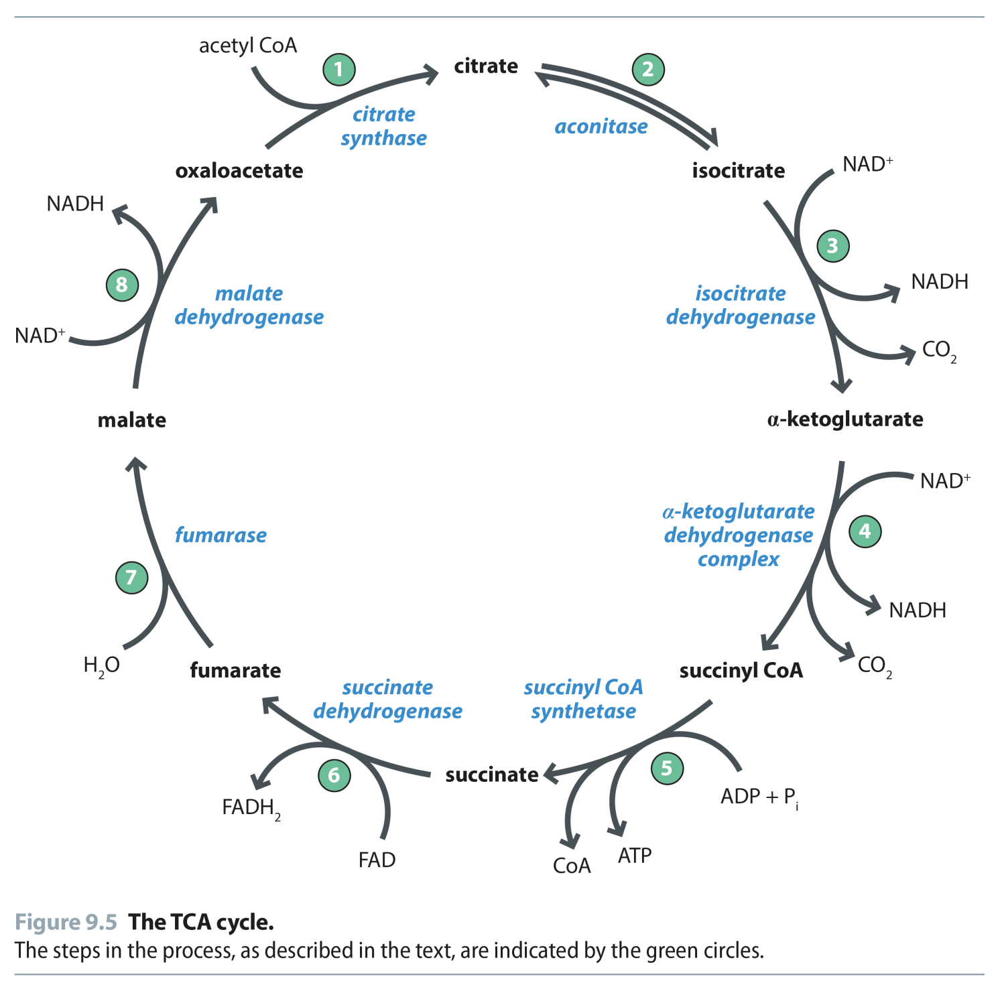 acetyl CoA
1
citrate
2
citrate
synthase
aconitase
oxaloacetate
isocitrate
NAD⁺
NADH
3
NADH
8
malate
dehydrogenase
isocitrate
dehydrogenase
NAD⁺
CO₂
malate
α-ketoglutarate
NAD⁺
fumarase
α-ketoglutarate
dehydrogenase
complex
4
7
NADH
H₂O
fumarate
succinyl CoA
CO₂
succinate
dehydrogenase
succinyl CoA
synthetase
6
succinate
5
FADH₂
ADP + Pᵢ
FAD
CoA
ATP
Figure 9.5 The TCA cycle.
The steps in the process, as described in the text, are indicated by the green circles.